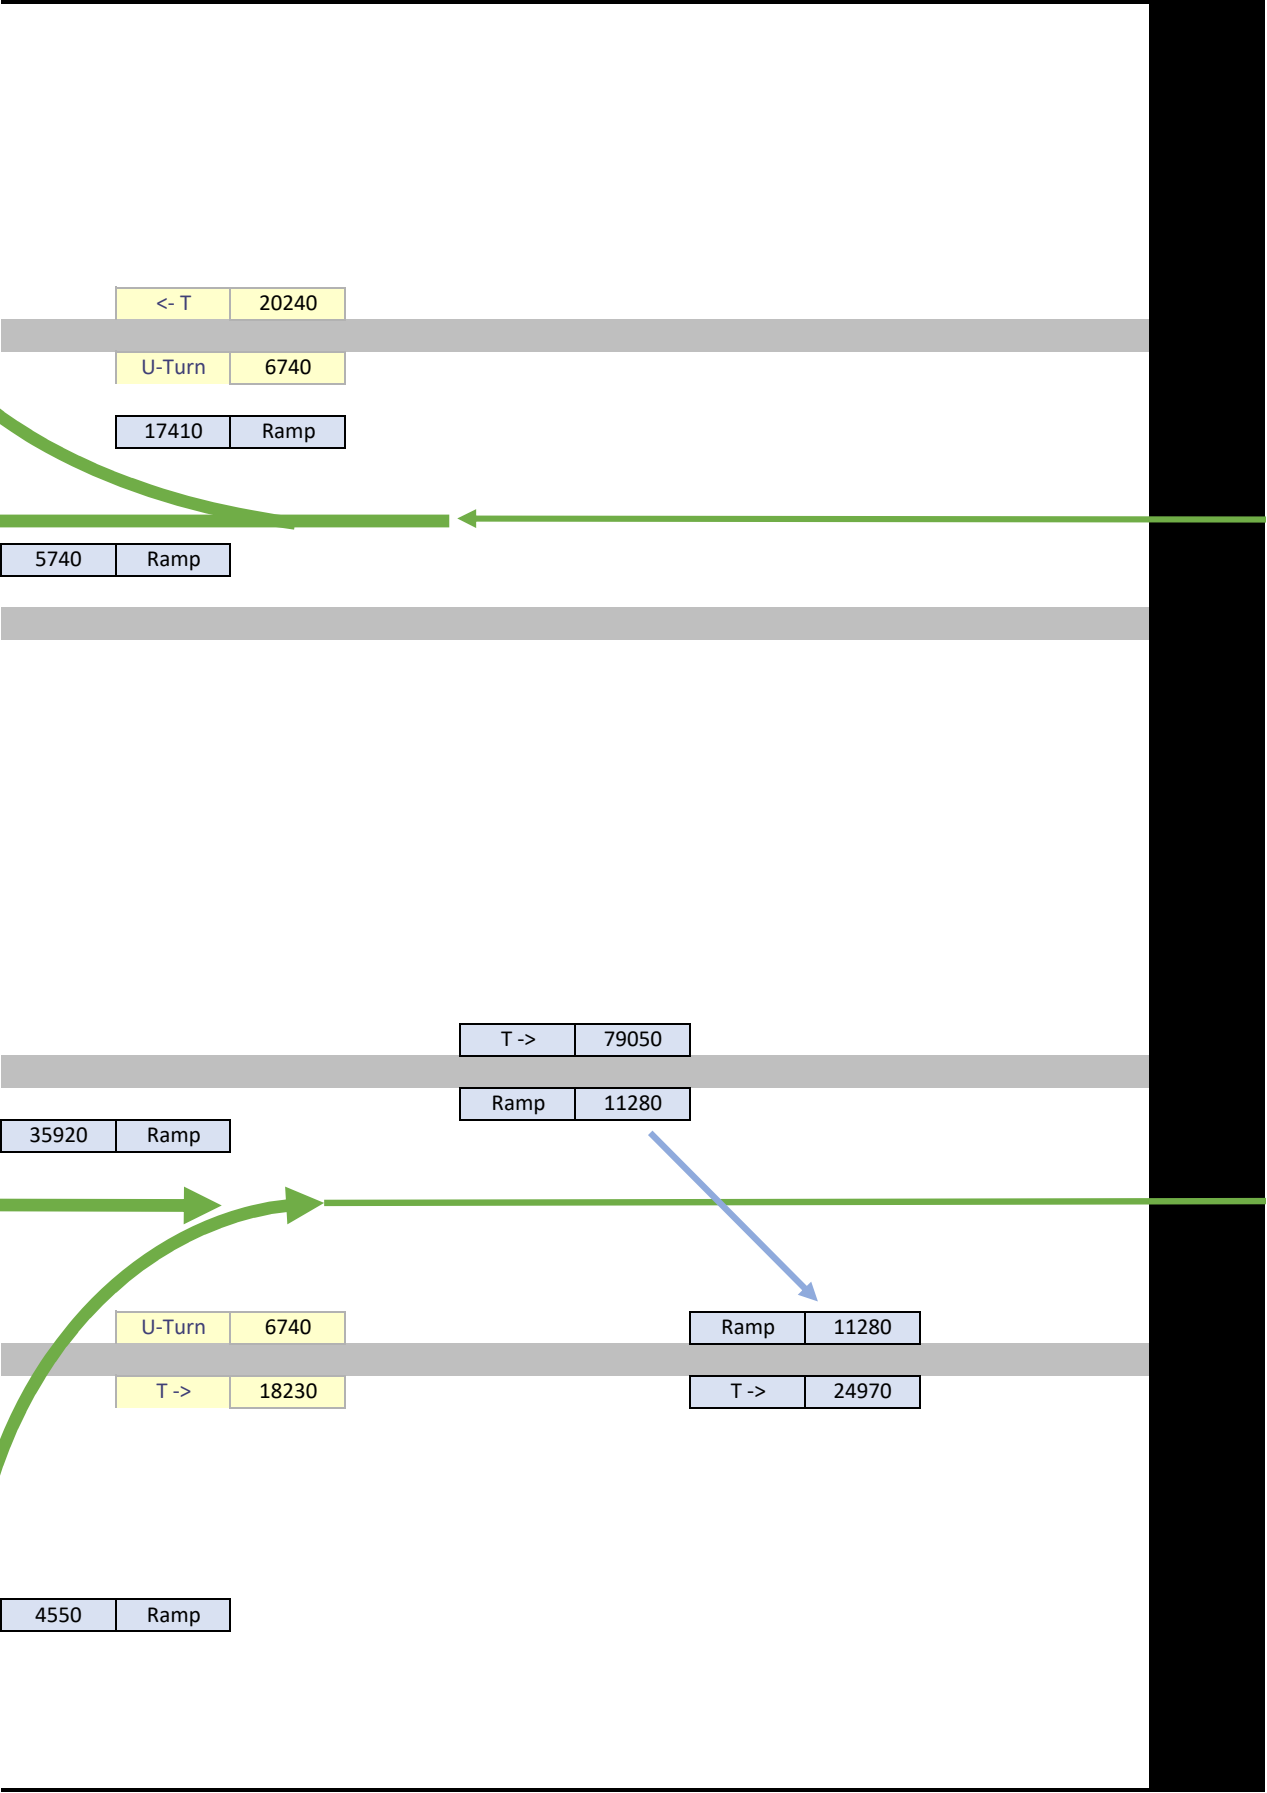 <- T 20240
U-Turn 6740
17410 Ramp
5740 Ramp
T -> 79050
Ramp 11280
35920 Ramp
U-Turn 6740 Ramp 11280
T -> 18230 T -> 24970
4550 Ramp